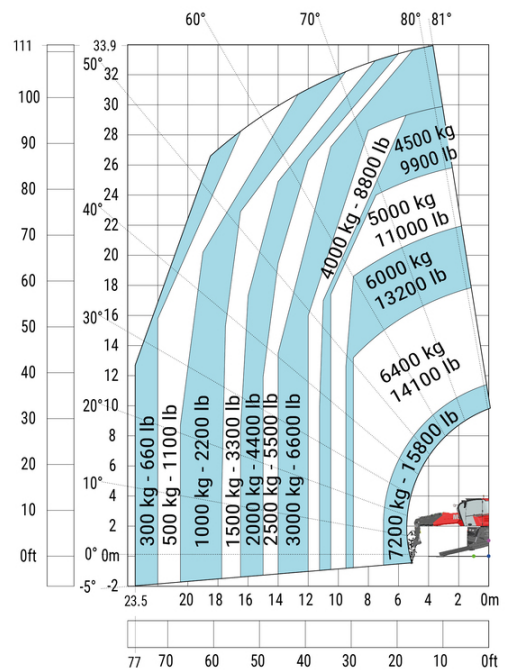 60°
70°
80°
81°
111
33.9
50°
32
100
30
90
28
4500 kg
9900 lb
26
80
24
5000 kg
11000 lb
4000 kg - 8800 lb
40°
22
70
20
6000 kg
13200 lb
60
18
30°
16
50
14
6400 kg
14100 lb
40
12
20°
10
30
8
20
6
10°
4
10
2
0ft
0°
0m
-5°
-2
300 kg - 660 lb
500 kg - 1100 lb
1000 kg - 2200 lb
1500 kg - 3300 lb
2000 kg - 4400 lb
2500 kg - 5500 lb
3000 kg - 6600 lb
7200 kg - 15800 lb
23.5
20
18
16
14
12
10
8
6
4
2
0m
77
70
60
50
40
30
20
10
0ft